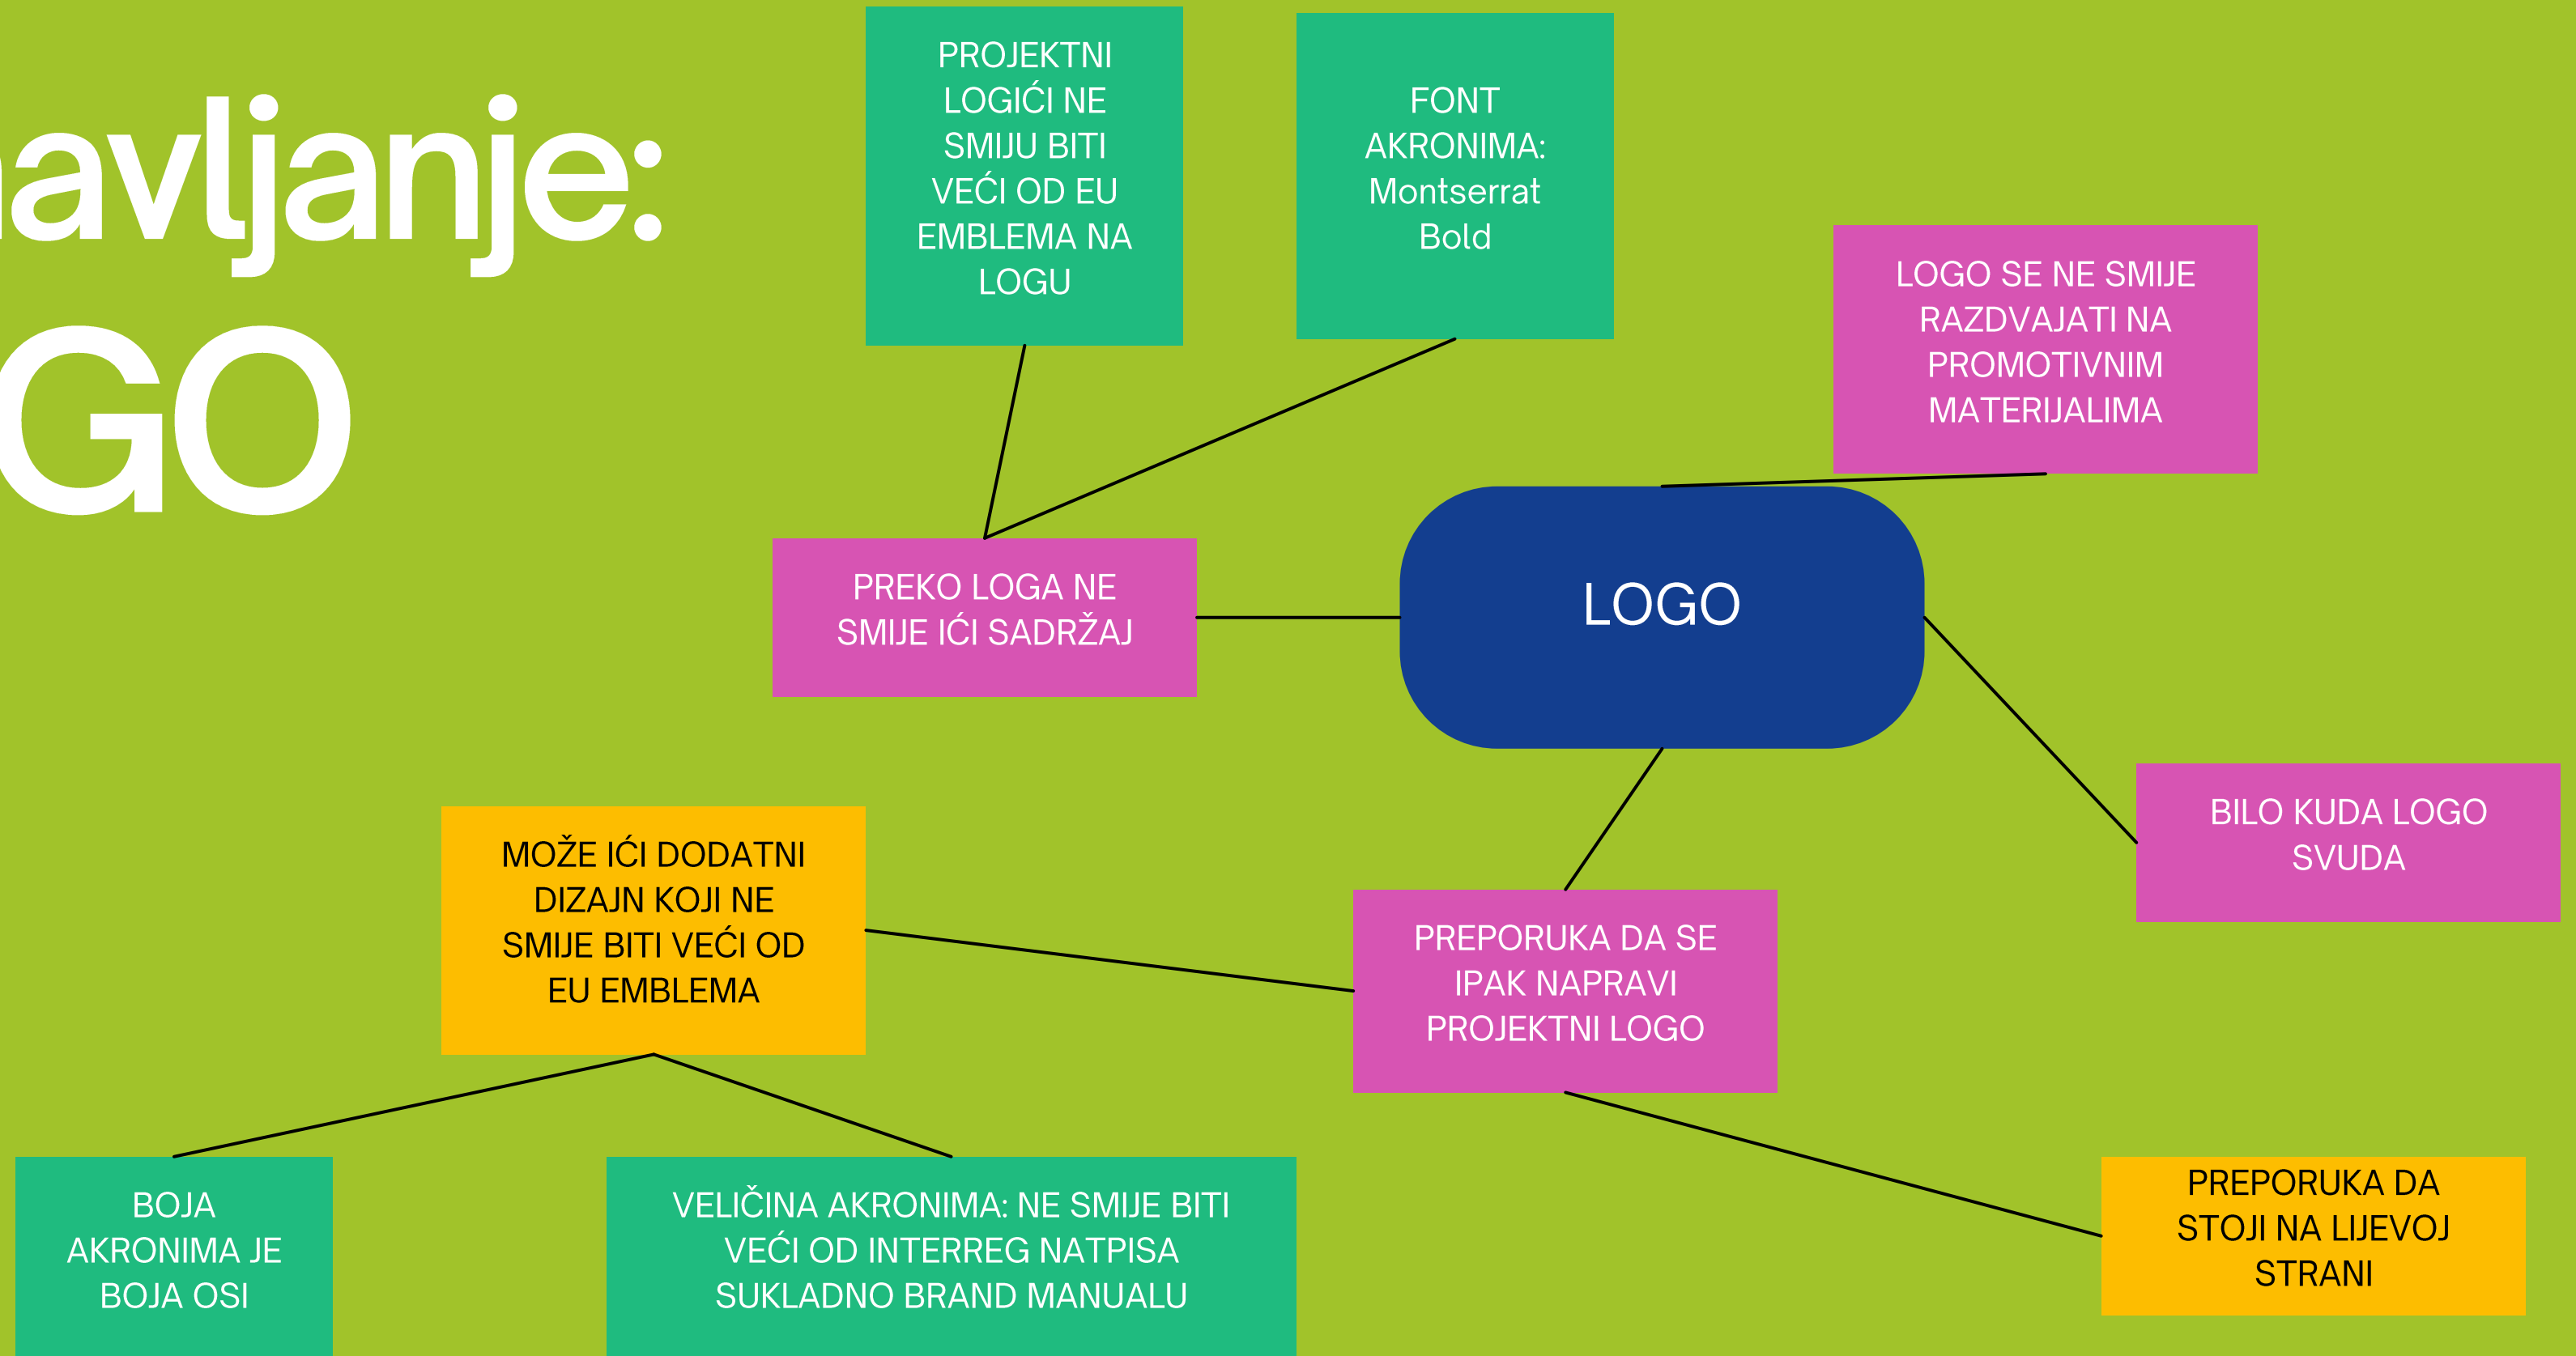 avljanje:
GO
PROJEKTNI
LOGIĆI NE
SMIJU BITI
VEĆI OD EU
EMBLEMA NA
LOGU
FONT
AKRONIMA:
Montserrat
Bold
LOGO SE NE SMIJE
RAZDVAJATI NA
PROMOTIVNIM
MATERIJALIMA
PREKO LOGA NE
SMIJE IĆI SADRŽAJ
LOGO
BILO KUDA LOGO
SVUDA
MOŽE IĆI DODATNI
DIZAJN KOJI NE
SMIJE BITI VEĆI OD
EU EMBLEMA
PREPORUKA DA SE
IPAK NAPRAVI
PROJEKTNI LOGO
BOJA
AKRONIMA JE
BOJA OSI
VELIČINA AKRONIMA: NE SMIJE BITI
VEĆI OD INTERREG NATPISA
SUKLADNO BRAND MANUALU
PREPORUKA DA
STOJI NA LIJEVOJ
STRANI